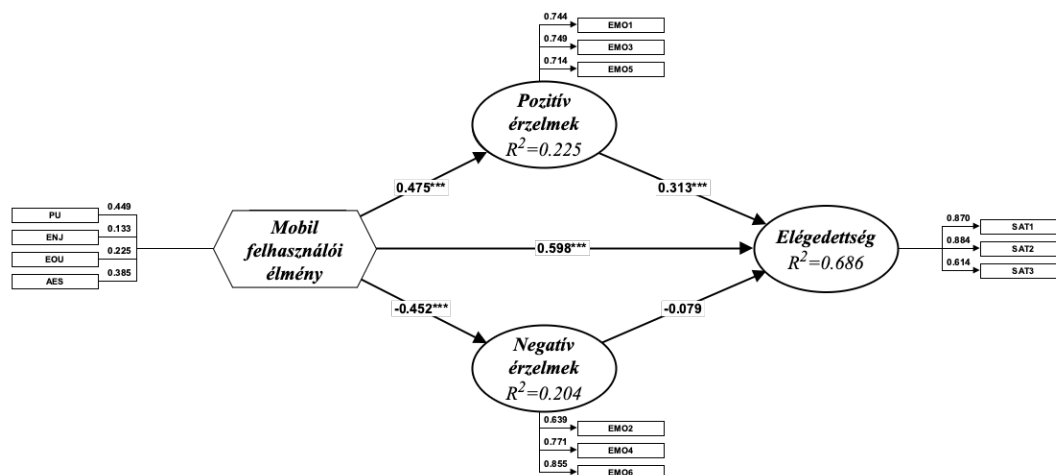 0.744
EMO1
0.749
EMO3
0.714
EMO5
Pozitív
érzelmek
R²=0.225
0.475***
0.313***
PU
0.449
ENJ
0.133
EOU
0.225
AES
0.385
Mobil
felhasználói
élmény
0.598***
Elégedettség
R²=0.686
0.870
SAT1
0.884
SAT2
0.614
SAT3
-0.452***
-0.079
Negatív
érzelmek
R²=0.204
0.639
EMO2
0.771
EMO4
0.855
EMO6